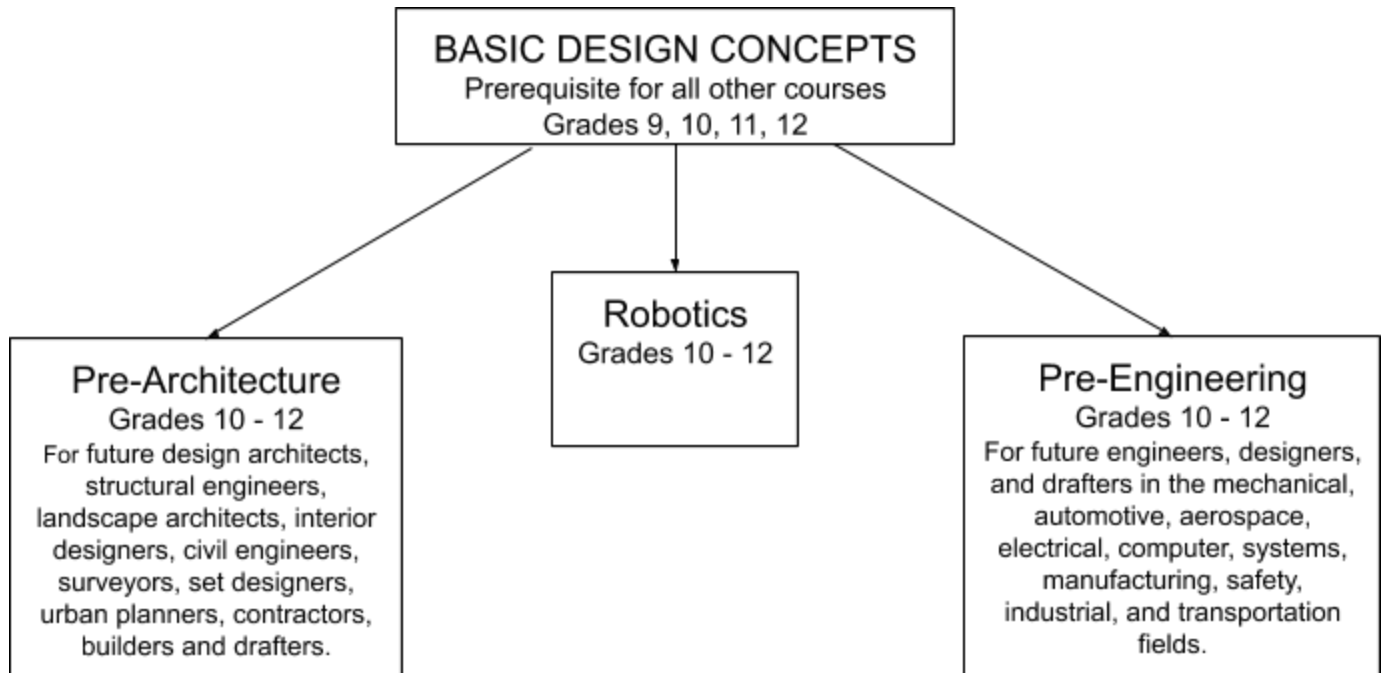 BASIC DESIGN CONCEPTS
Prerequisite for all other courses
Grades 9, 10, 11, 12
Pre-Architecture
Grades 10 - 12
For future design architects,
structural engineers,
landscape architects, interior
designers, civil engineers,
surveyors, set designers,
urban planners, contractors,
builders and drafters.
Robotics
Grades 10 - 12
Pre-Engineering
Grades 10 - 12
For future engineers, designers,
and drafters in the mechanical,
automotive, aerospace,
electrical, computer, systems,
manufacturing, safety,
industrial, and transportation
fields.